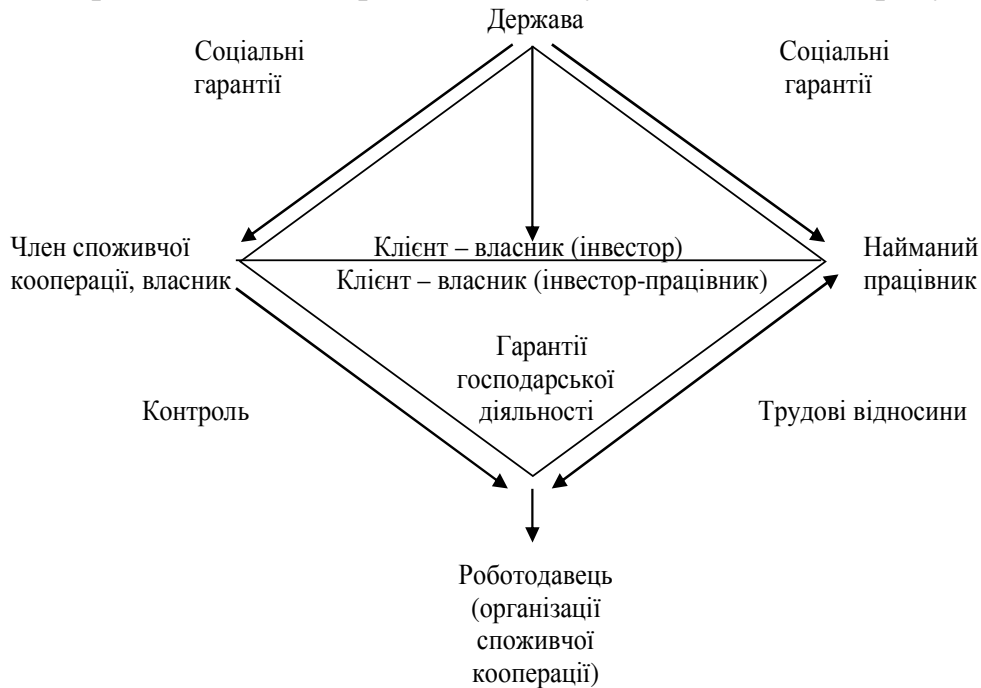 Держава
Соціальні
гарантії
Соціальні
гарантії
Член споживчої
кооперації, власник
Клієнт – власник (інвестор)
Клієнт – власник (інвестор-працівник)
Найманий
працівник
Гарантії
господарської
діяльності
Контроль
Трудові відносини
Роботодавець
(організації
споживчої
кооперації)